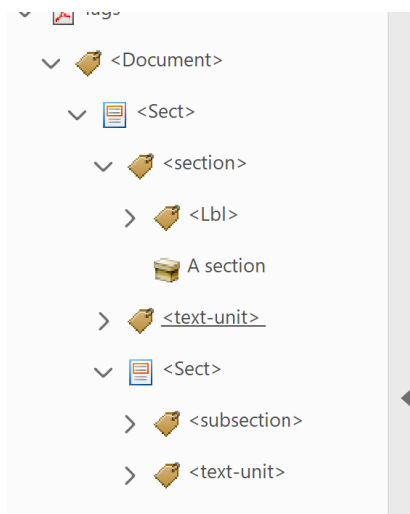 Tags
<Document>
<Sect>
<section>
<Lbl>
A section
<text-unit>
<Sect>
<subsection>
<text-unit>